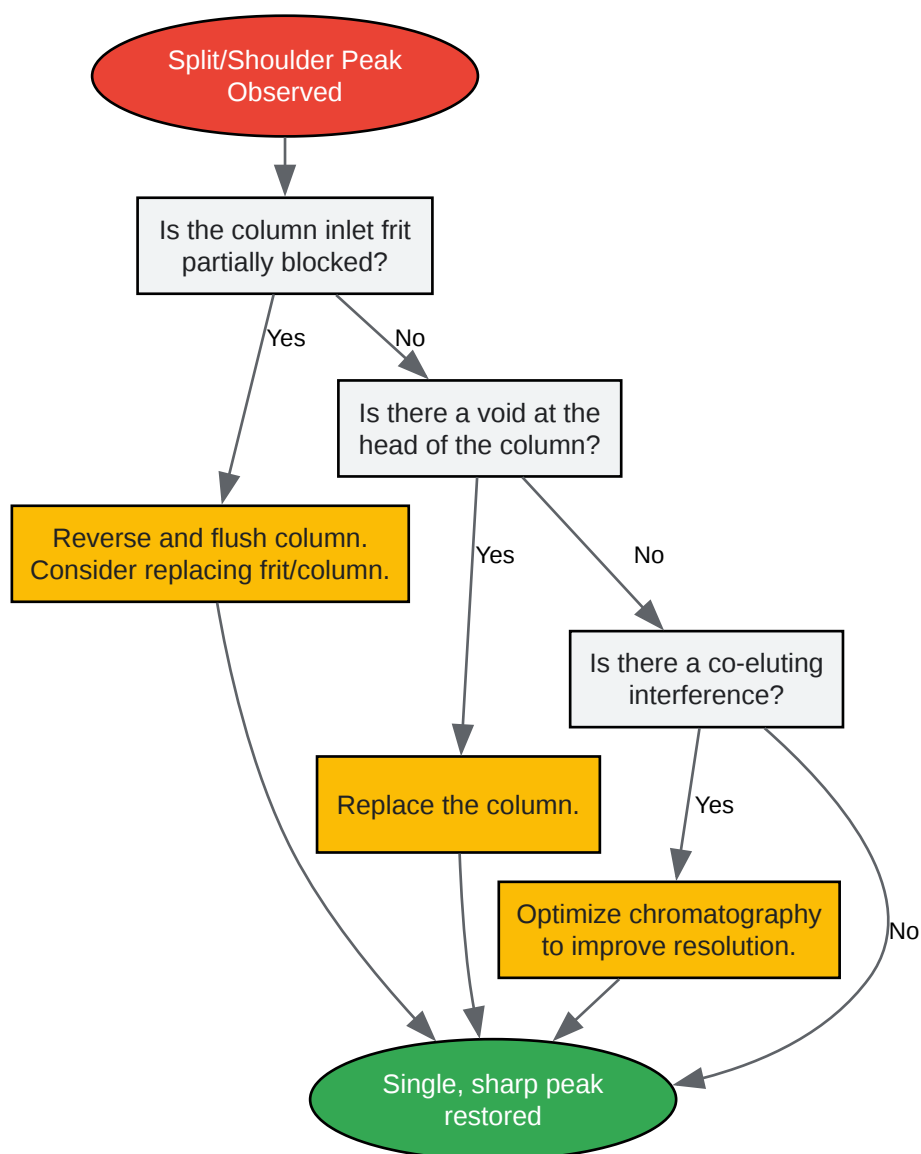 Split/Shoulder Peak
Observed
Is the column inlet frit
partially blocked?
Yes
No
Is there a void at the
head of the column?
Reverse and flush column.
Consider replacing frit/column.
Yes
No
Is there a co-eluting
interference?
Replace the column.
Yes
Optimize chromatography
to improve resolution.
No
Single, sharp peak
restored